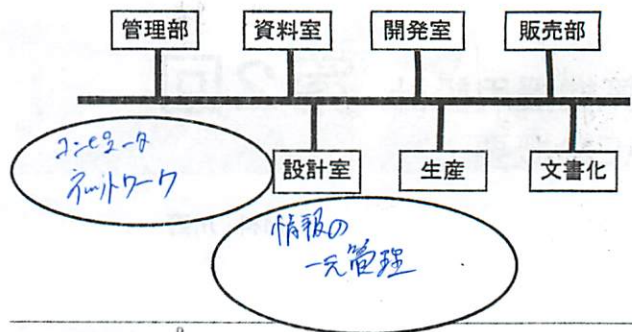 管理部 資料室 開発室 販売部
コンピュータ
ネットワーク
設計室 生産 文書化
情報の
一元管理